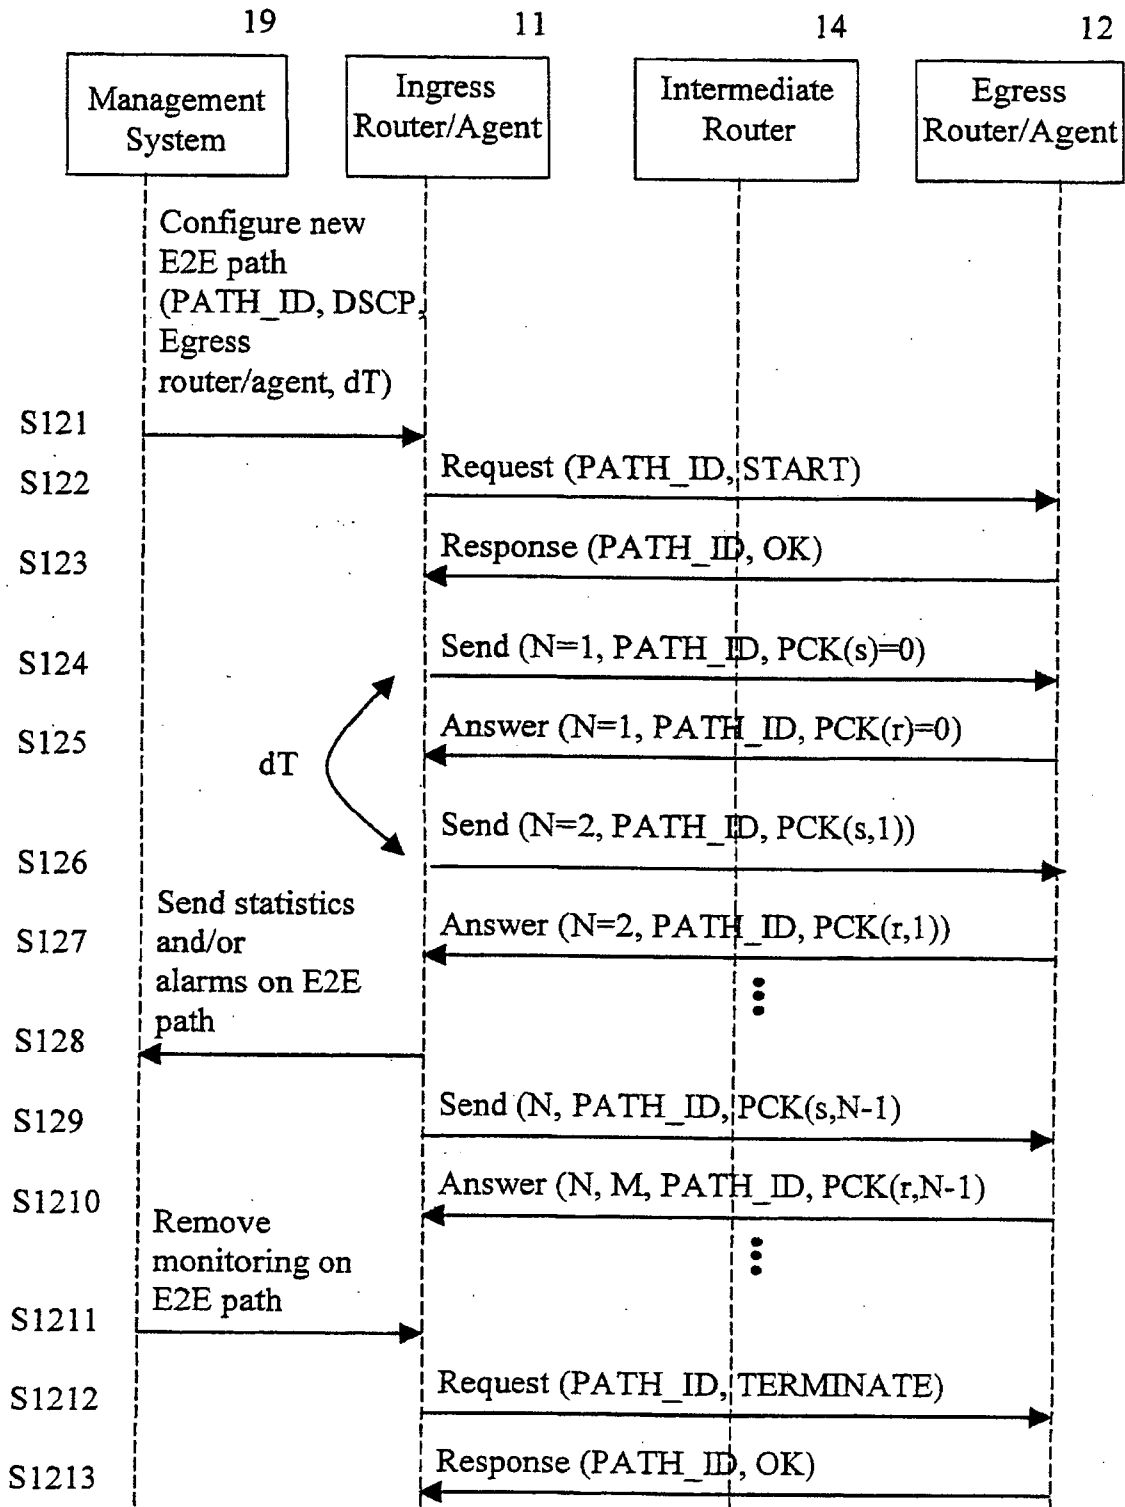 19
11
14
12
Management
System
Ingress
Router/Agent
Intermediate
Router
Egress
Router/Agent
Configure new
E2E path
(PATH_ID, DSCP,
Egress
router/agent, dT)
S121
S122
Request (PATH_ID, START)
S123
Response (PATH_ID, OK)
S124
Send (N=1, PATH_ID, PCK(s)=0)
S125
Answer (N=1, PATH_ID, PCK(r)=0)
dT
Send (N=2, PATH_ID, PCK(s,1))
S126
Send statistics
and/or
alarms on E2E
path
S127
Answer (N=2, PATH_ID, PCK(r,1))
S128
S129
Send (N, PATH_ID, PCK(s,N-1)
S1210
Answer (N, M, PATH_ID, PCK(r,N-1)
Remove
monitoring on
E2E path
S1211
S1212
Request (PATH_ID, TERMINATE)
S1213
Response (PATH_ID, OK)